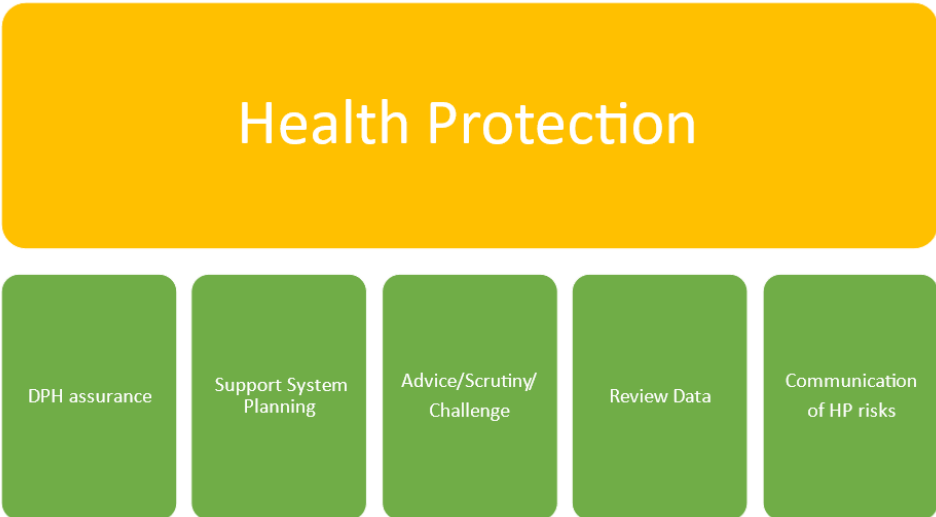 Health Protection
DPH assurance
Support System
Planning
Advice/Scrutiny/
Challenge
Review Data
Communication
of HP risks